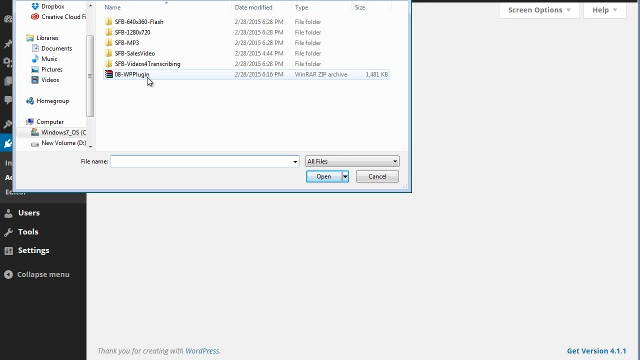 Dropbox
Creative Cloud Fi
Libraries
Documents
Music
Pictures
Videos
Homegroup
Computer
Windows7_OS (C
New Volume (D:)
Name Date modified Type Size
SFB-640x360-Flash 2/28/2015 6:28 PM File folder
SFB-1280x720 2/28/2015 6:28 PM File folder
SFB-MP3 2/28/2015 6:28 PM File folder
SFB-SalesVideo 2/28/2015 4:44 PM File folder
SFB-Videos4Transcribing 2/28/2015 6:28 PM File folder
08-WPPlugin 2/28/2015 6:16 PM WinRAR ZIP archive 1,481 KB
File name: All Files
Open Cancel
Screen Options Help
In
Ac
Users
Tools
Settings
Collapse menu
Thank you for creating with WordPress.
Get Version 4.1.1